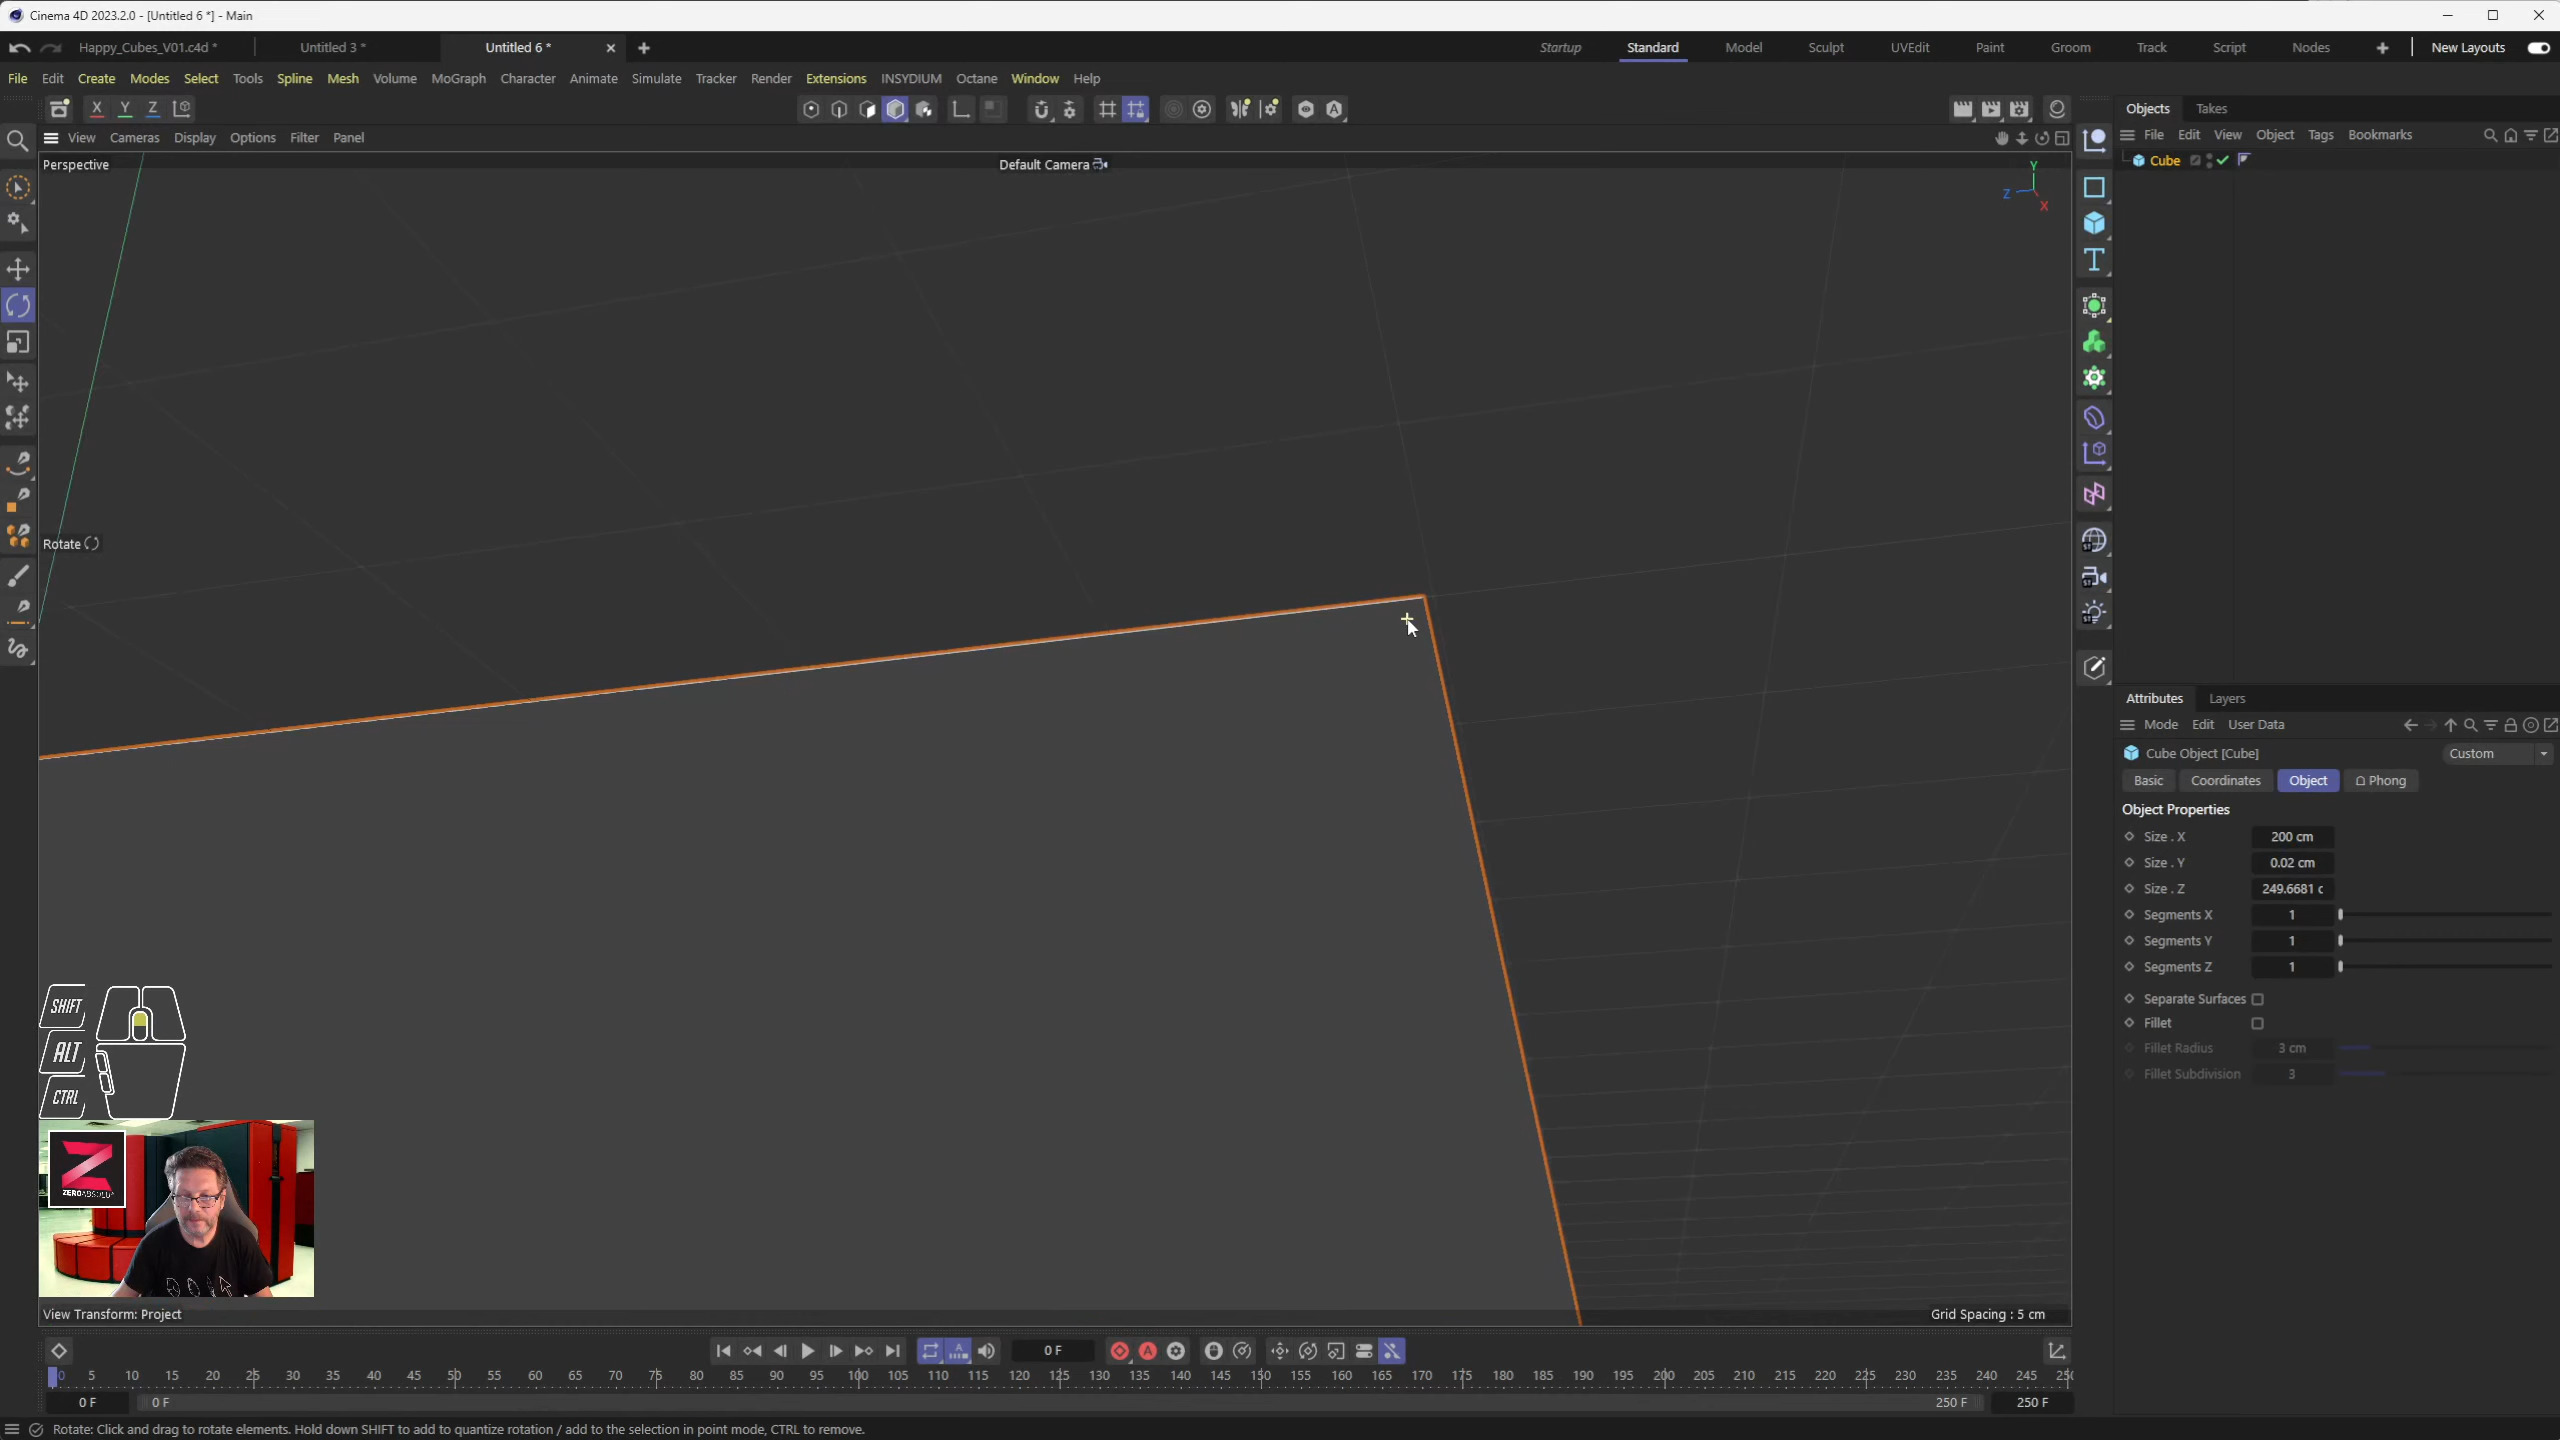 Cinema 4D 2023.2.0 - [Untitled 6 *] - Main
Happy_Cubes_V01.c4d *
Untitled 3 *
Untitled 6 *
Startup
Standard
Model
Sculpt
UVEdit
Paint
Groom
Track
Script
Nodes
New Layouts
File Edit Create Modes Select Tools Spline Mesh Volume MoGraph Character Animate Simulate Tracker Render Extensions INSYDIUM Octane Window Help
X Y Z
View Cameras Display Options Filter Panel
Perspective
Default Camera
Y
Z
X
Rotate
SHIFT
ALT
CTRL
ZEROABSOLU
View Transform: Project
Grid Spacing : 5 cm
Objects Takes
File Edit View Object Tags Bookmarks
Cube
Attributes Layers
Mode Edit User Data
Cube Object [Cube]
Custom
Basic Coordinates Object Phong
Object Properties
Size . X 200 cm
Size . Y 0.02 cm
Size . Z 249.6681 c
Segments X 1
Segments Y 1
Segments Z 1
Separate Surfaces
Fillet
Fillet Radius 3 cm
Fillet Subdivision 3
0 F
0 5 10 15 20 25 30 35 40 45 50 55 60 65 70 75 80 85 90 95 100 105 110 115 120 125 130 135 140 145 150 155 160 165 170 175 180 185 190 195 200 205 210 215 220 225 230 235 240 245 25
0 F 0 F 250 F 250 F
Rotate: Click and drag to rotate elements. Hold down SHIFT to add to quantize rotation / add to the selection in point mode, CTRL to remove.